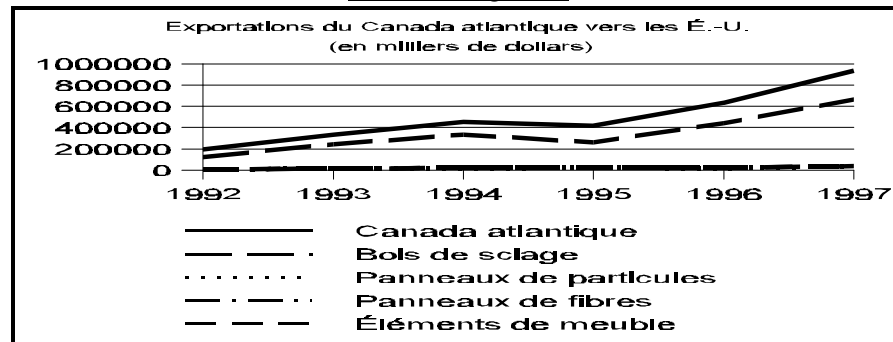 Exportations du Canada atlantique vers les É.-U.
(en milliers de dollars)
1000000
800000
600000
400000
200000
0
1992 1993 1994 1995 1996 1997
Canada atlantique
Bois de sciage
Panneaux de particules
Panneaux de fibres
Éléments de meuble